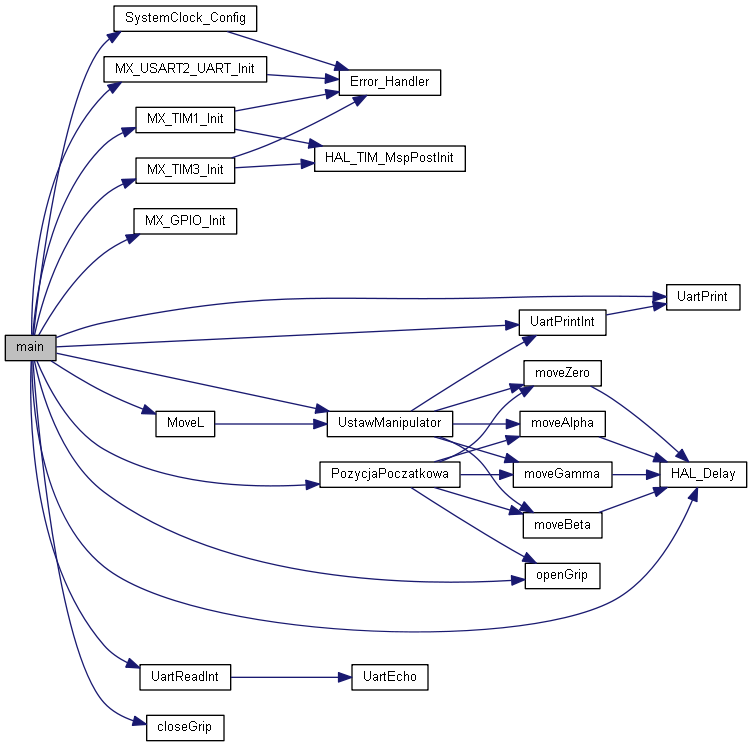 SystemClock_Config
MX_USART2_UART_Init
Error_Handler
MX_TIM1_Init
HAL_TIM_MspPostInit
MX_TIM3_Init
MX_GPIO_Init
UartPrint
UartPrintInt
main
moveZero
MoveL
UstawManipulator
moveAlpha
PozycjaPoczatkowa
moveGamma
HAL_Delay
moveBeta
openGrip
UartReadInt
UartEcho
closeGrip